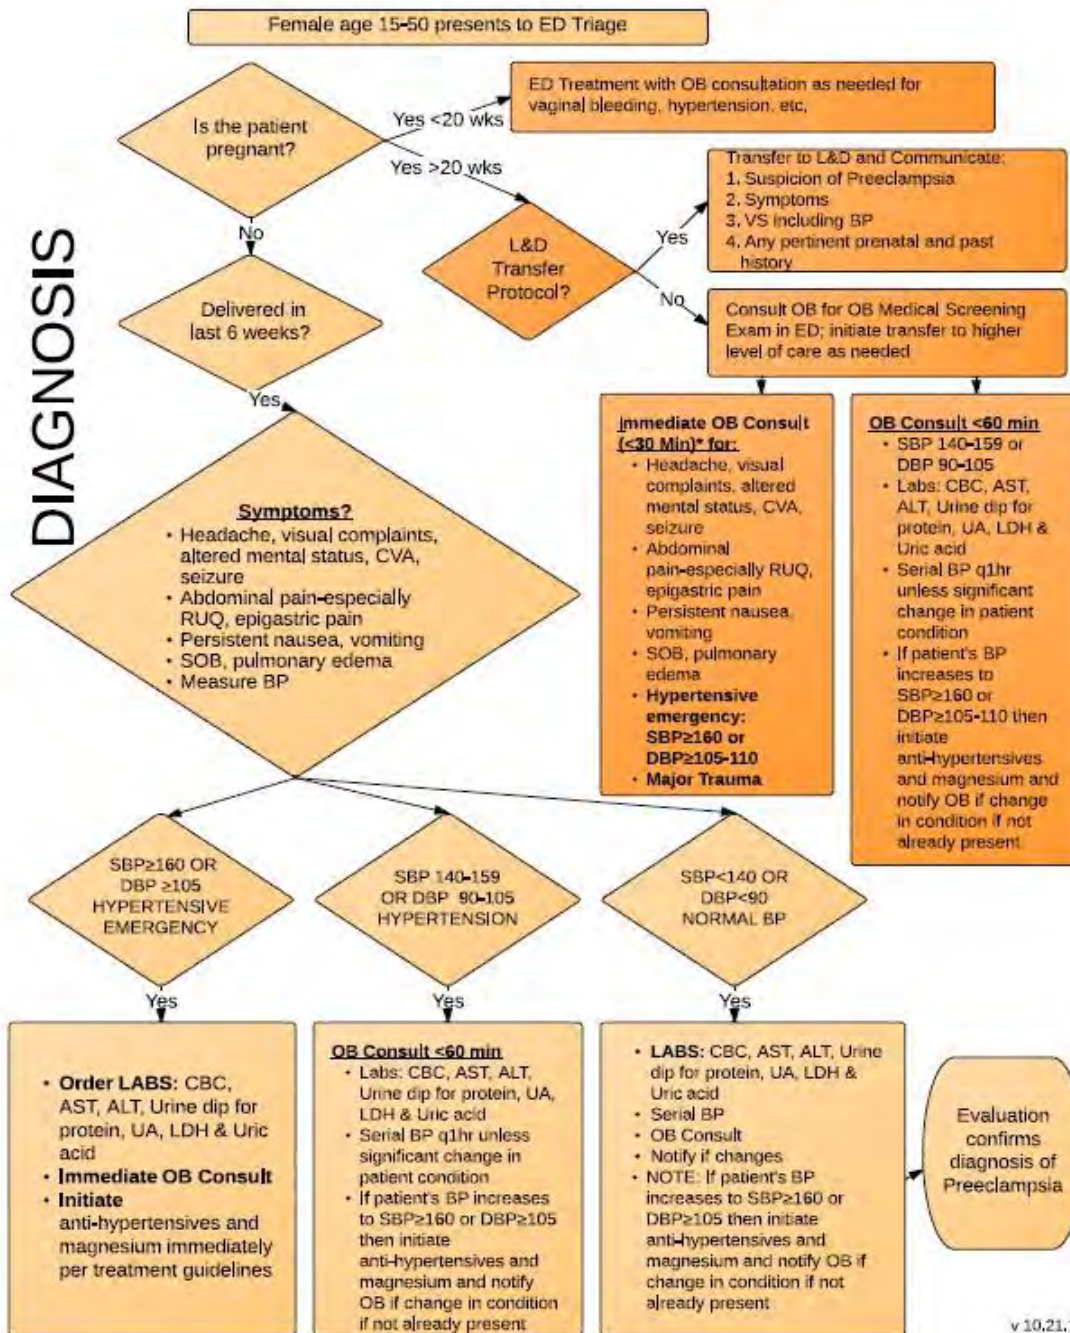 DIAGNOSIS
Female age 15-50 presents to ED Triage
Is the patient
pregnant?
Yes <20 wks
ED Treatment with OB consultation as needed for
vaginal bleeding, hypertension, etc,
Yes >20 wks
L&D
Transfer
Protocol?
Yes
Transfer to L&D and Communicate:
1. Suspicion of Preeclampsia
2. Symptoms
3. VS including BP
4. Any pertinent prenatal and past
history
No
Consult OB for OB Medical Screening
Exam in ED; initiate transfer to higher
level of care as needed
Immediate OB Consult
(<30 Min)* for:
• Headache, visual
complaints, altered
mental status, CVA,
seizure
• Abdominal
pain-especially RUQ,
epigastric pain
• Persistent nausea,
vomiting
• SOB, pulmonary
edema
• Hypertensive
emergency:
SBP≥160 or
DBP≥105-110
• Major Trauma
OB Consult <60 min
• SBP 140-159 or
DBP 90-105
• Labs: CBC, AST,
ALT, Urine dip for
protein, UA, LDH &
Uric acid
• Serial BP q1hr
unless significant
change in patient
condition
• If patient's BP
increases to
SBP≥160 or
DBP≥105-110 then
initiate
anti-hypertensives
and magnesium and
notify OB if change
in condition if not
already present
No
Delivered in
last 6 weeks?
Yes
Symptoms?
• Headache, visual complaints,
altered mental status, CVA,
seizure
• Abdominal pain-especially
RUQ, epigastric pain
• Persistent nausea, vomiting
• SOB, pulmonary edema
• Measure BP
SBP≥160 OR
DBP ≥105
HYPERTENSIVE
EMERGENCY
Yes
• Order LABS: CBC,
AST, ALT, Urine dip for
protein, UA, LDH & Uric
acid
• Immediate OB Consult
• Initiate
anti-hypertensives and
magnesium immediately
per treatment guidelines
SBP 140-159
OR DBP 90-105
HYPERTENSION
Yes
OB Consult <60 min
• Labs: CBC, AST, ALT,
Urine dip for protein, UA,
LDH & Uric acid
• Serial BP q1hr unless
significant change in
patient condition
• If patient's BP increases
to SBP≥160 or DBP≥105
then initiate
anti-hypertensives and
magnesium and notify
OB if change in condition
if not already present
SBP<140 OR
DBP<90
NORMAL BP
Yes
• LABS: CBC, AST, ALT, Urine
dip for protein, UA, LDH &
Uric acid
• Serial BP
• OB Consult
• Notify if changes
• NOTE: If patient's BP
increases to SBP≥160 or
DBP≥105 then initiate
anti-hypertensives and
magnesium and notify OB if
change in condition if not
already present
Evaluation
confirms
diagnosis of
Preeclampsia
v 10.21.